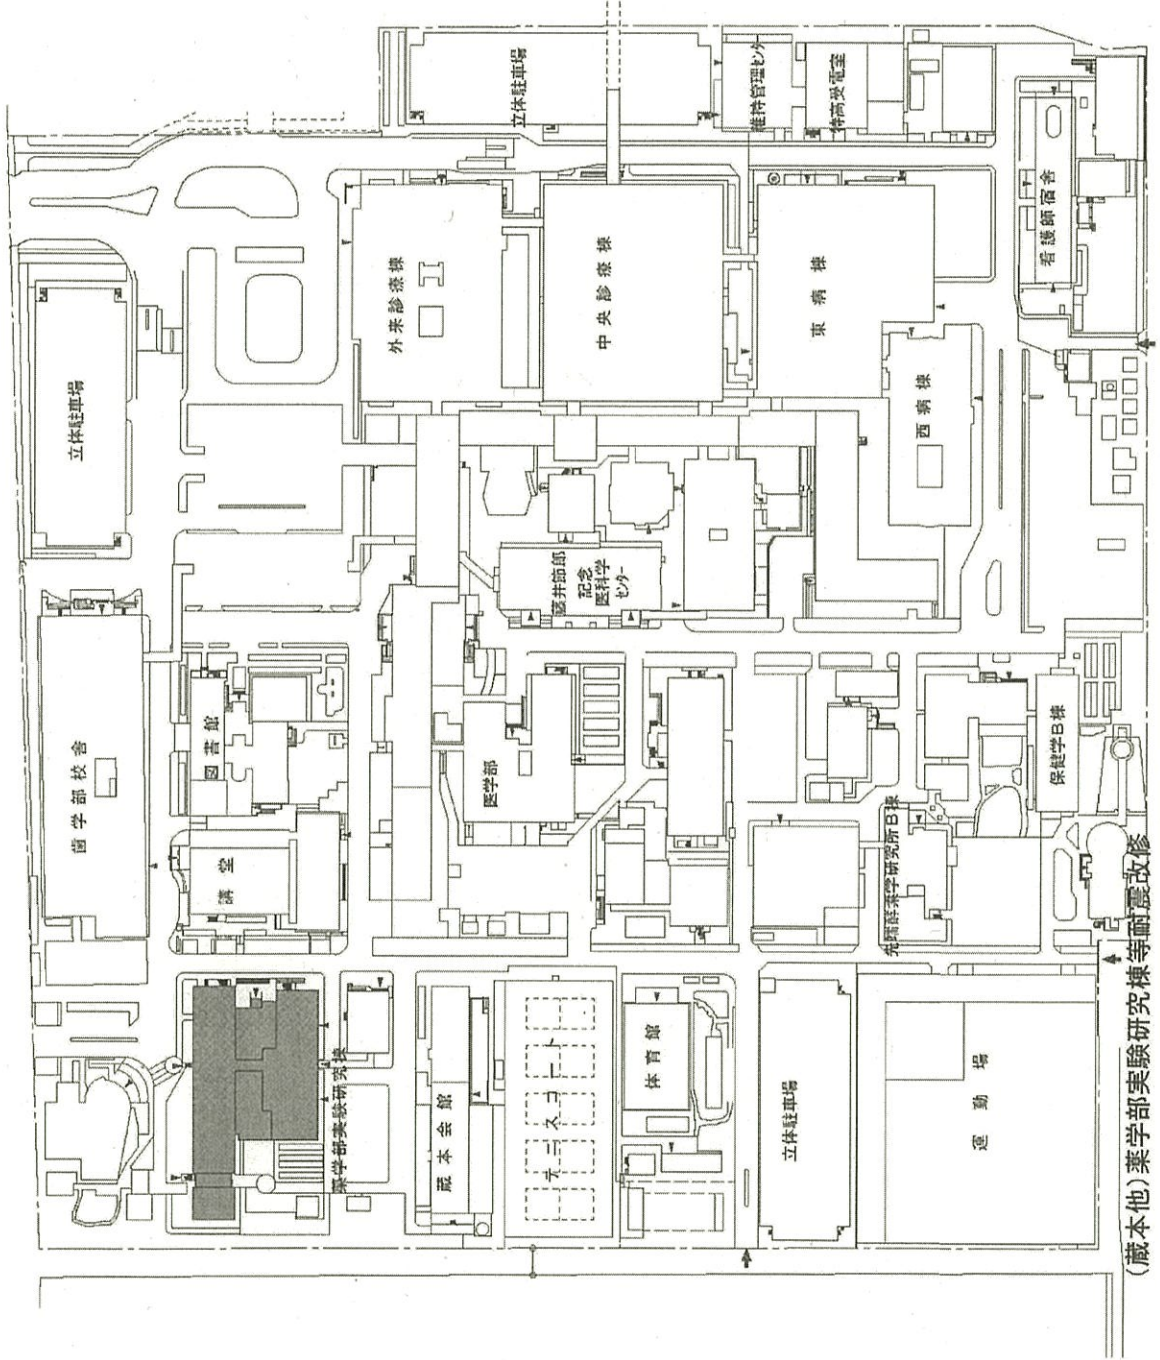 立体駐車場
維持管理センター
特高受電室
看護師宿舎
外来診療棟
中央診療棟
東病棟
西病棟
立体駐車場
藤井節郎
記念
医科学
センター
歯学部校舎
図書館
講堂
医学部
保健学B棟
先端酵素学研究所B棟
薬学部実験研究棟
蔵本会館
テニスコート
体育館
立体駐車場
運動場
(蔵本他)薬学部実験研究棟等耐震改修